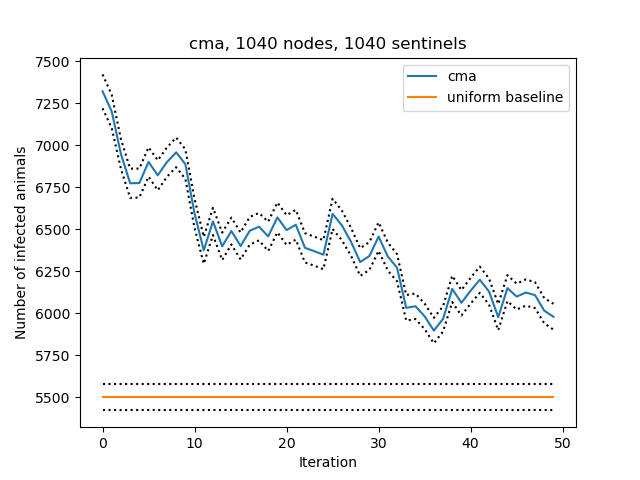 cma, 1040 nodes, 1040 sentinels
cma
uniform baseline
Number of infected animals
7500
7250
7000
6750
6500
6250
6000
5750
5500
0 10 20 30 40 50
Iteration